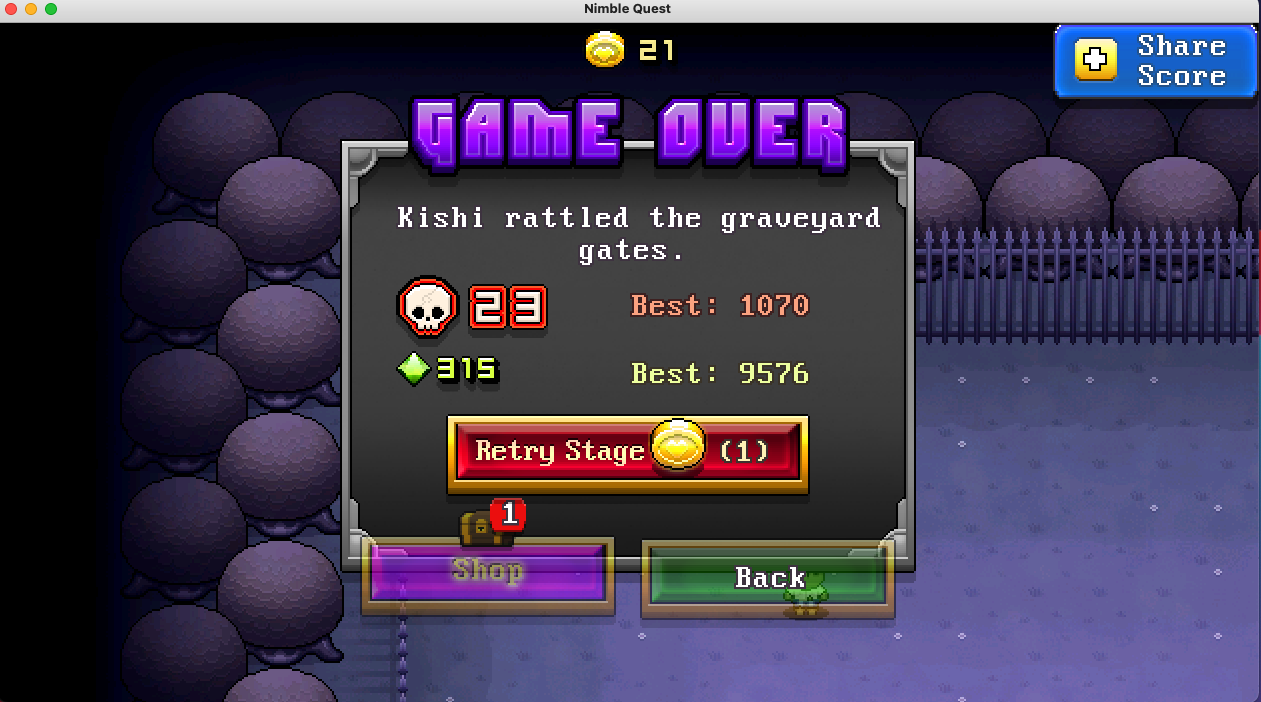 Nimble Quest
21
Share
Score
GAME OVER
Kishi rattled the graveyard
gates.
23
Best: 1070
315
Best: 9576
Retry Stage (1)
1
Shop
Back